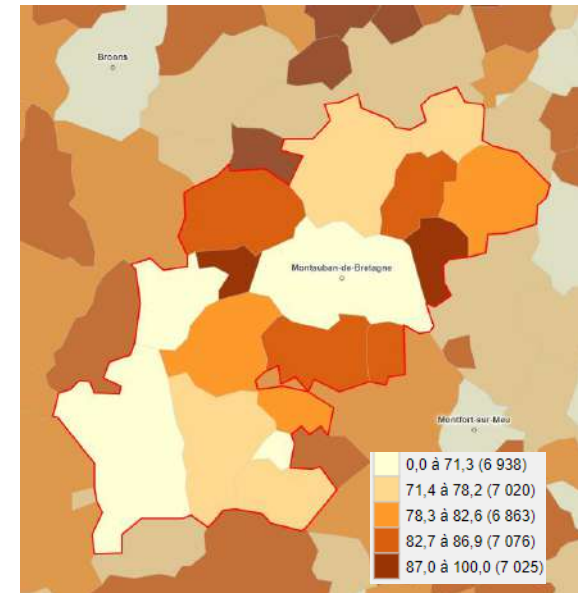 Broons
Montauban-de-Bretagne
Montfort-sur-Meu
0,0 à 71,3 (6 938)
71,4 à 78,2 (7 020)
78,3 à 82,6 (6 863)
82,7 à 86,9 (7 076)
87,0 à 100,0 (7 025)